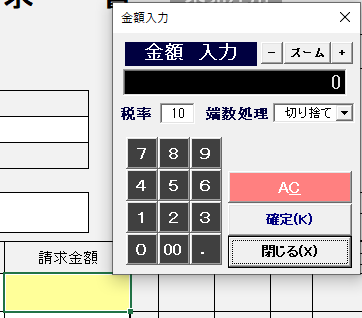 求
金額入力
金額 入力
－ ズーム ＋
0
税率 10 端数処理 切り捨て
7 8 9
4 5 6
AC
1 2 3
確定(K)
0 00 .
閉じる(X)
請求金額